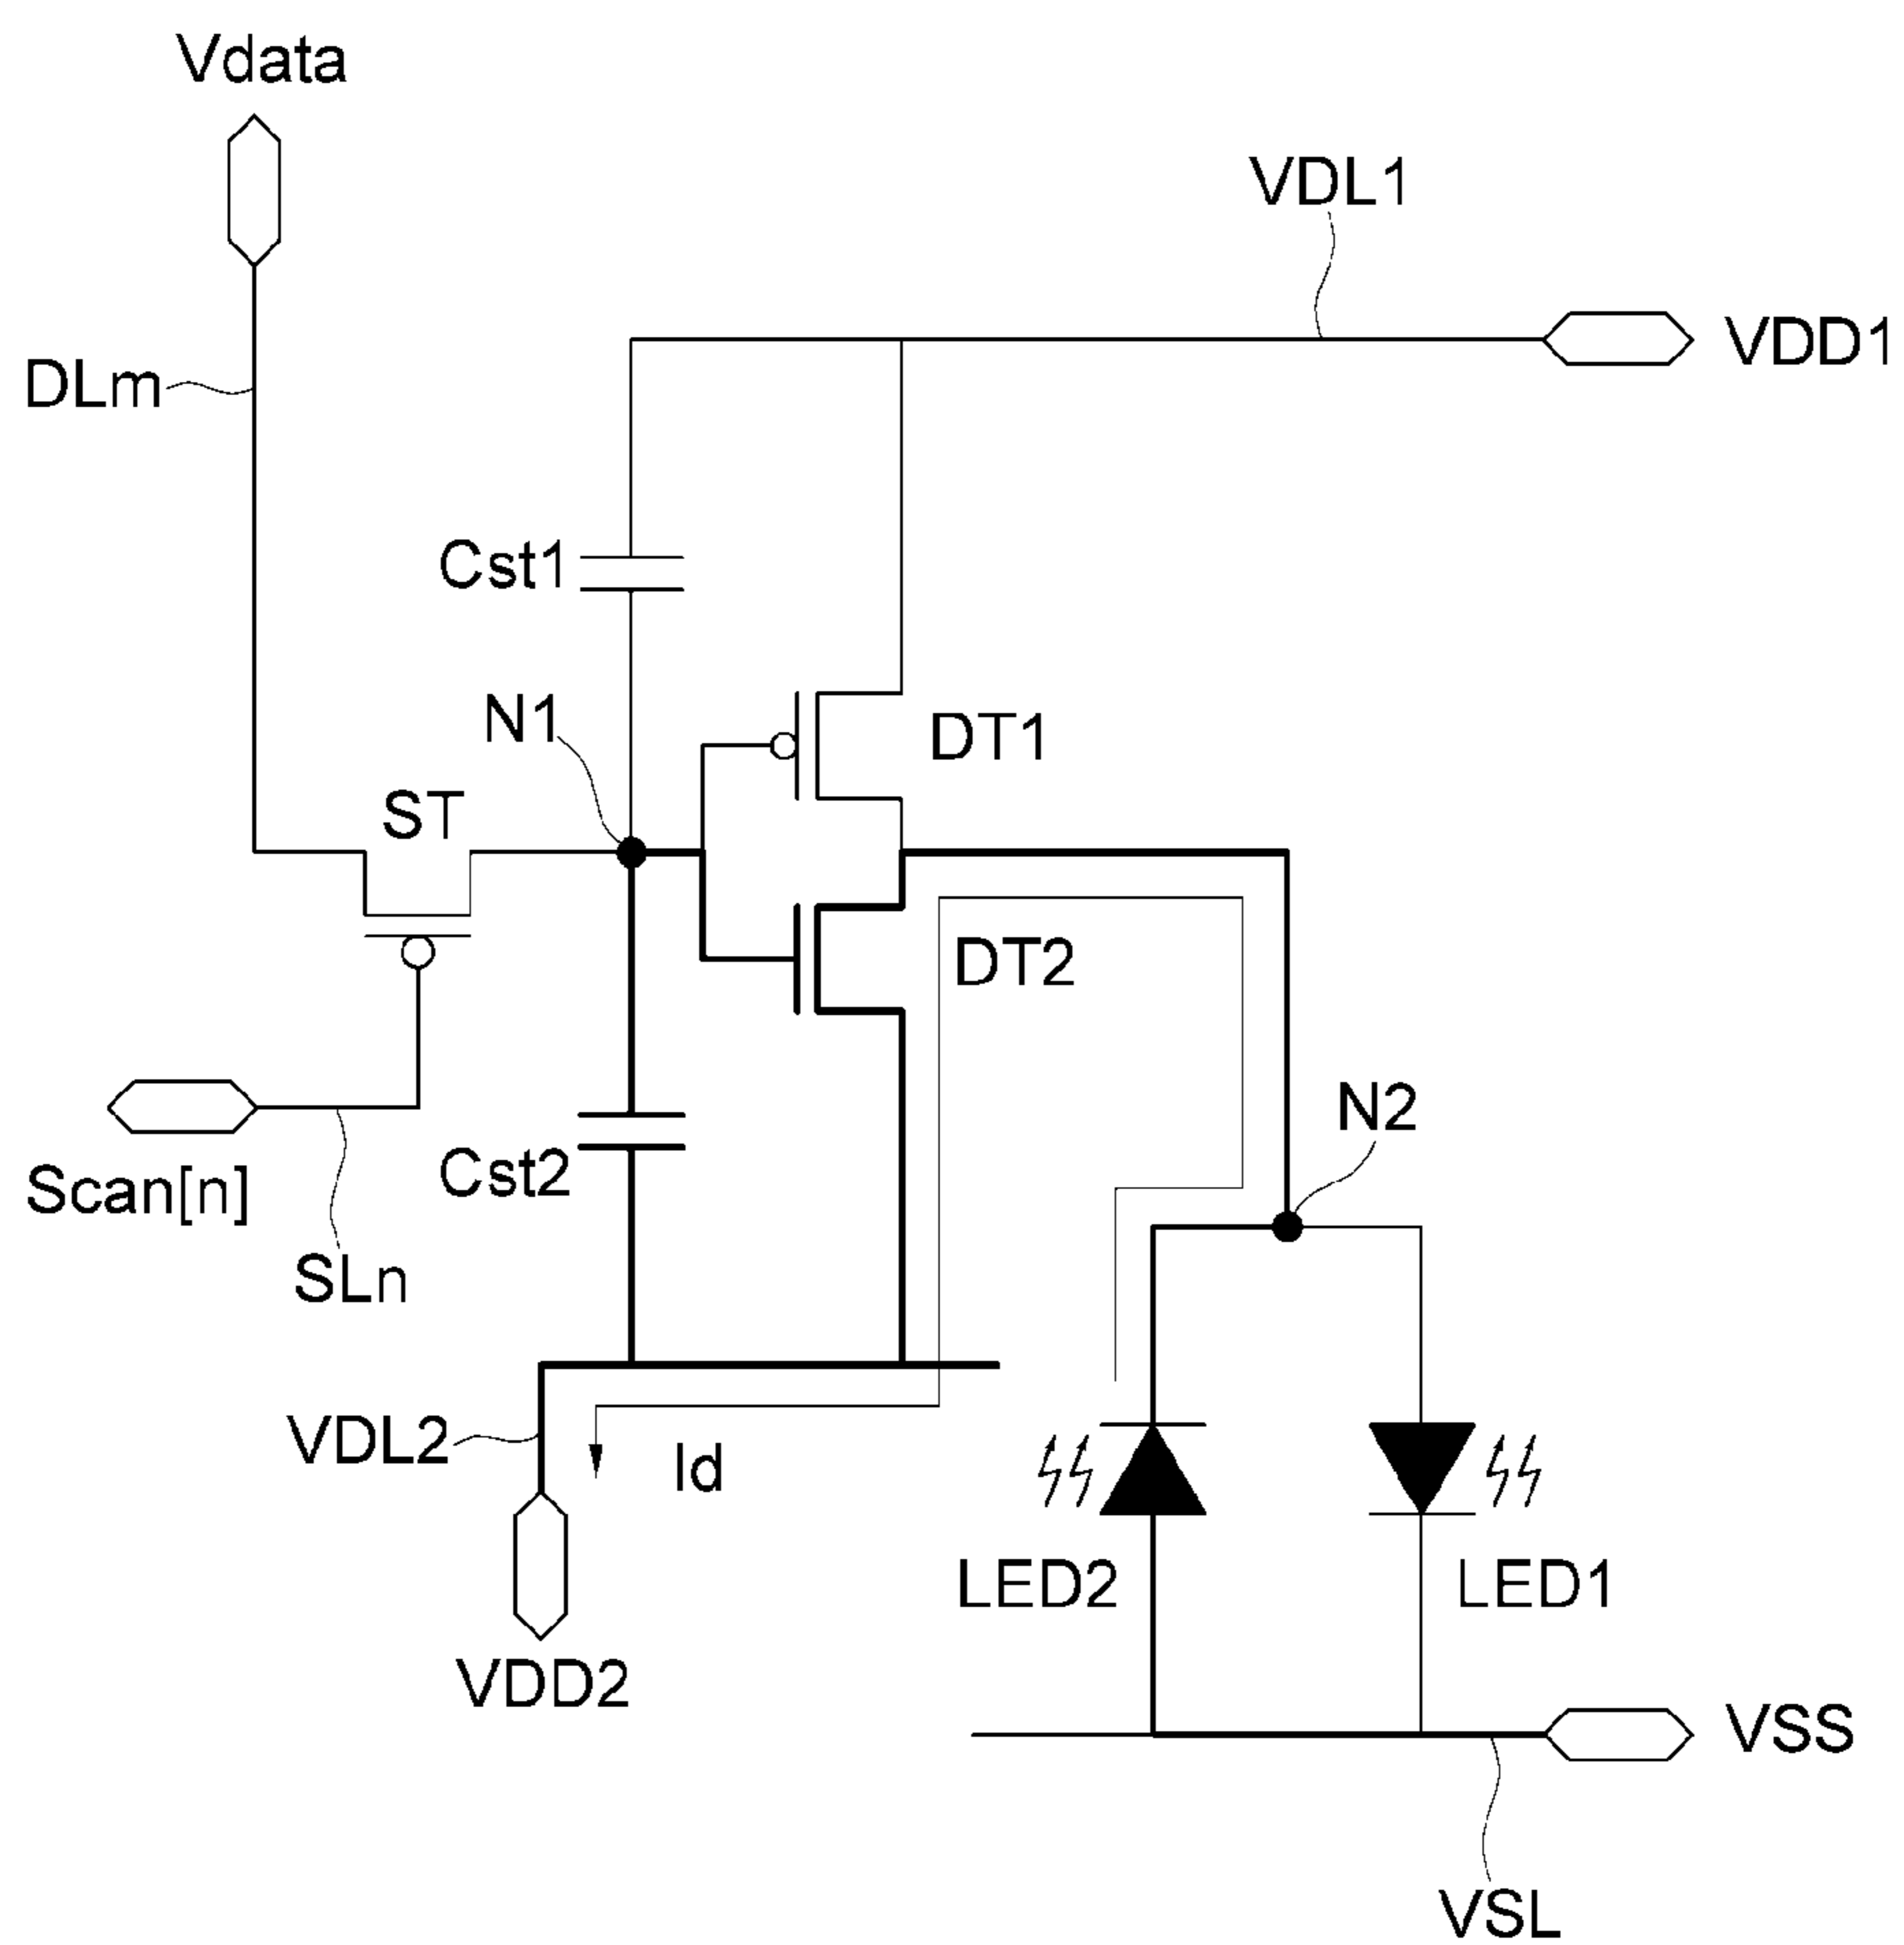 Vdata
VDL1
VDD1
DLm
Cst1
N1
DT1
ST
DT2
N2
Cst2
Scan[n]
SLn
VDL2
Id
LED2
LED1
VDD2
VSS
VSL